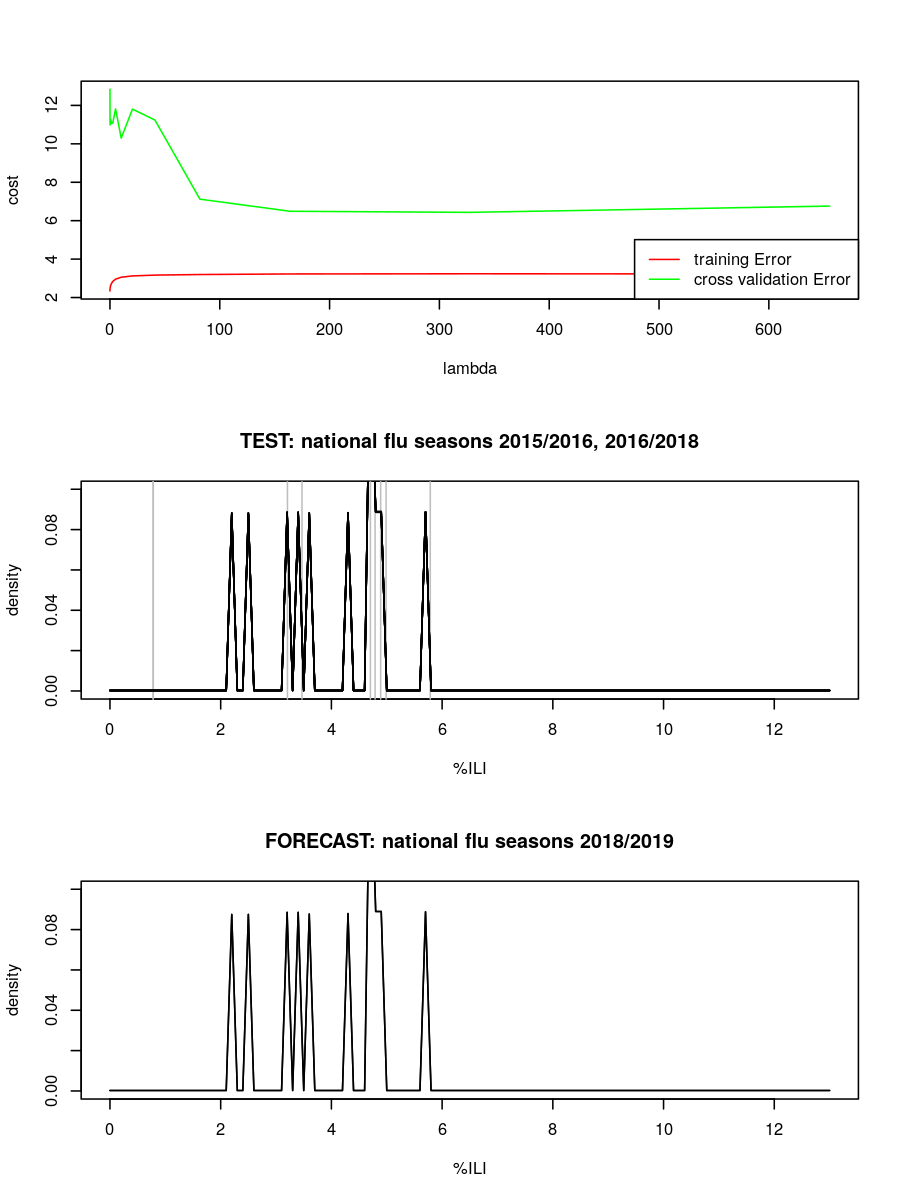 12
10
8
6
4
2
cost
training Error
cross validation Error
0 100 200 300 400 500 600
lambda
TEST: national flu seasons 2015/2016, 2016/2018
0.08
0.04
0.00
density
0 2 4 6 8 10 12
%ILI
FORECAST: national flu seasons 2018/2019
0.08
0.04
0.00
density
0 2 4 6 8 10 12
%ILI